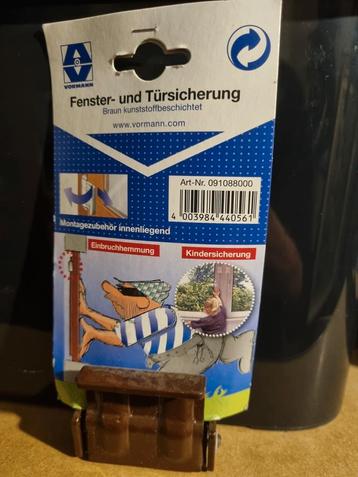 VORMANN
Fenster- und Türsicherung
Braun kunststoffbeschichtet
www.vormann.com
Art-Nr. 091088000
4 003984 440561
Montagezubehör innenliegend
Einbruchhemmung
Kindersicherung